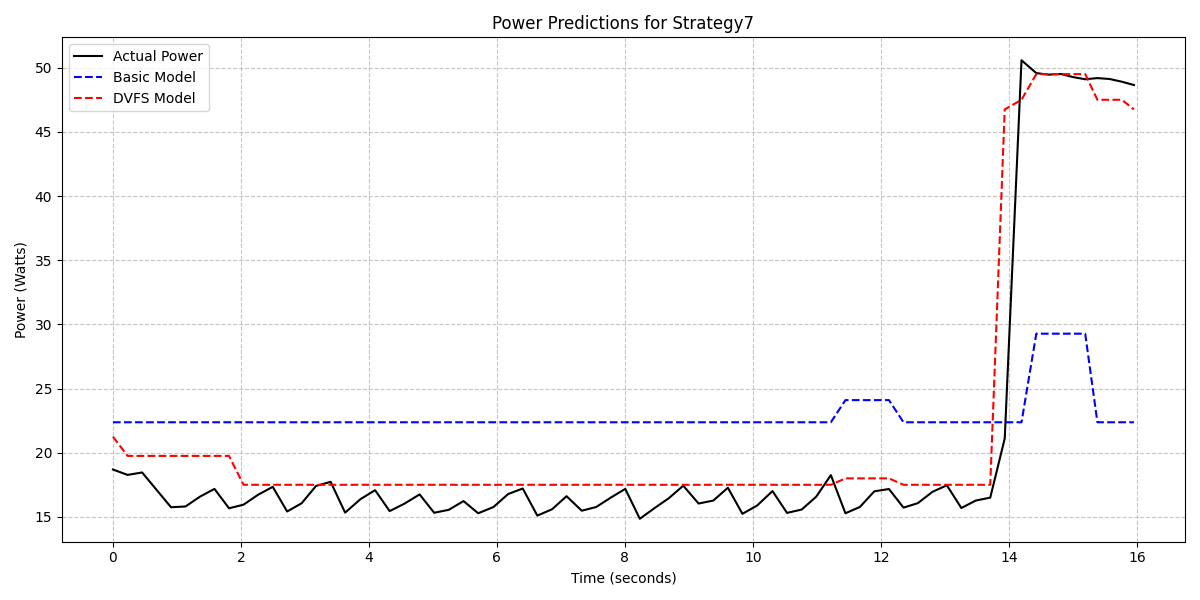 Power Predictions for Strategy7
Actual Power
Basic Model
DVFS Model
Power (Watts)
50
45
40
35
30
25
20
15
0 2 4 6 8 10 12 14 16
Time (seconds)